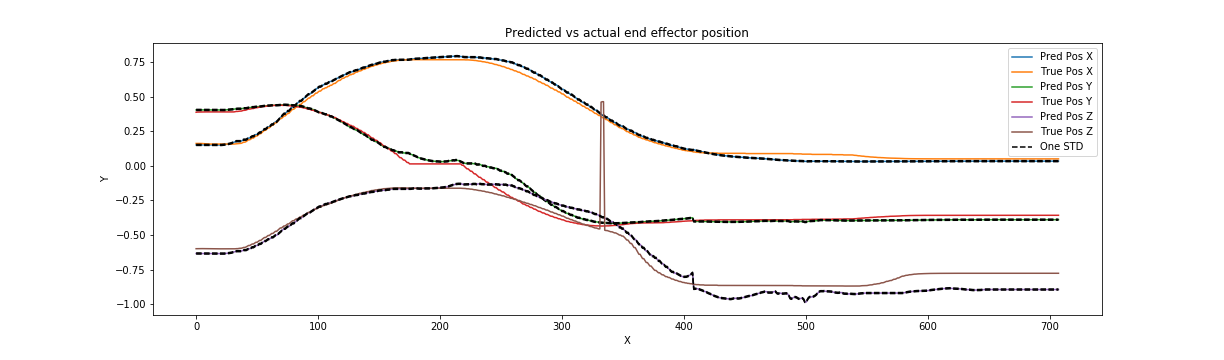 Predicted vs actual end effector position
Pred Pos X
True Pos X
Pred Pos Y
True Pos Y
Pred Pos Z
True Pos Z
One STD
0.75
0.50
0.25
0.00
−0.25
−0.50
−0.75
−1.00
Y
0 100 200 300 400 500 600 700
X